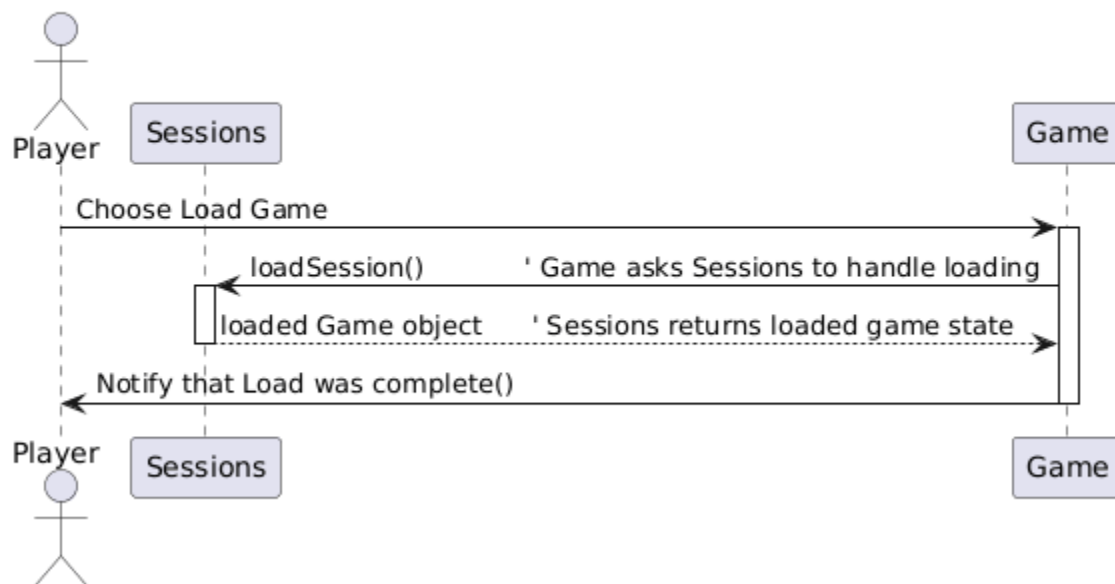 Player
Sessions
Game
Choose Load Game
loadSession() ' Game asks Sessions to handle loading
loaded Game object ' Sessions returns loaded game state
Notify that Load was complete()
Player
Sessions
Game